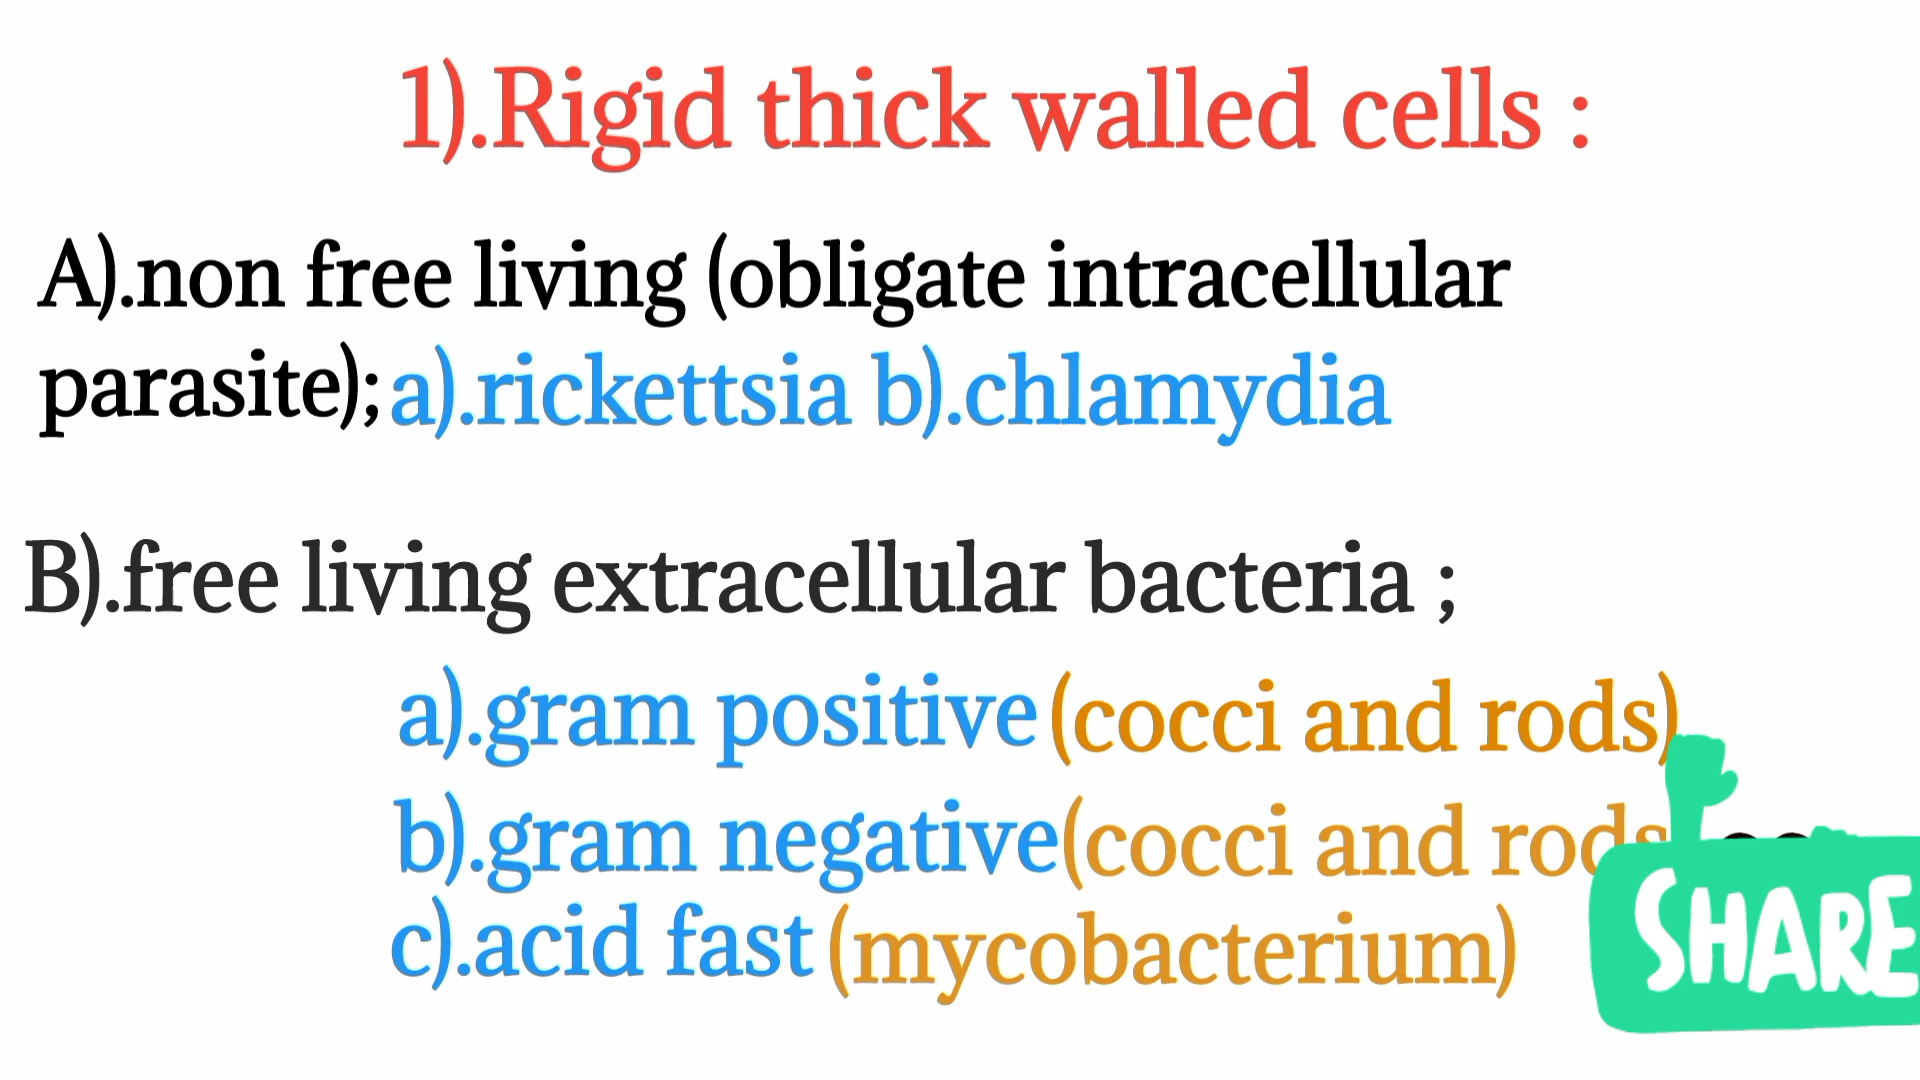 1).Rigid thick walled cells :
A).non free living (obligate intracellular
parasite);a).rickettsia b).chlamydia
B).free living extracellular bacteria ;
a).gram positive(cocci and rods)
b).gram negative(cocci and rods
c).acid fast(mycobacterium)
SHARE